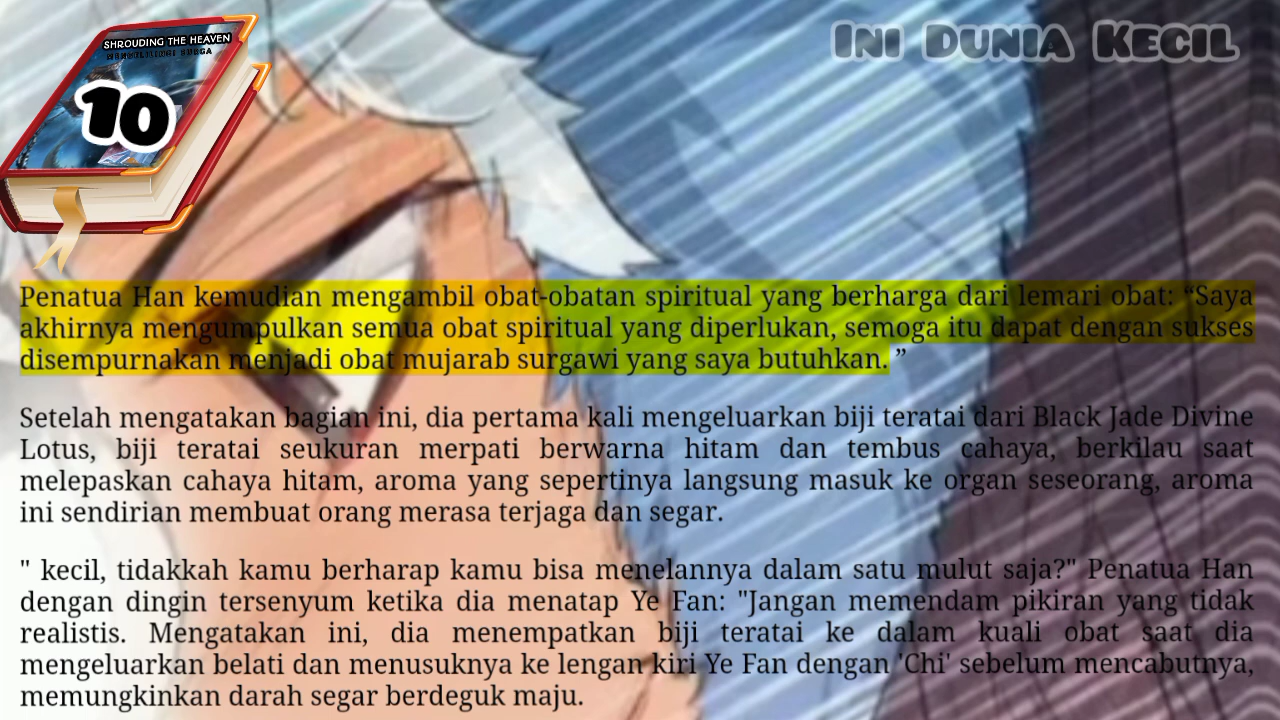 SHROUDING THE HEAVEN
10
Ini Dunia Kecil
Penatua Han kemudian mengambil obat-obatan spiritual yang berharga dari lemari obat: “Saya
akhirnya mengumpulkan semua obat spiritual yang diperlukan, semoga itu dapat dengan sukses
disempurnakan menjadi obat mujarab surgawi yang saya butuhkan. ”
Setelah mengatakan bagian ini, dia pertama kali mengeluarkan biji teratai dari Black Jade Divine
Lotus, biji teratai seukuran merpati berwarna hitam dan tembus cahaya, berkilau saat
melepaskan cahaya hitam, aroma yang sepertinya langsung masuk ke organ seseorang, aroma
ini sendirian membuat orang merasa terjaga dan segar.
" kecil, tidakkah kamu berharap kamu bisa menelannya dalam satu mulut saja?" Penatua Han
dengan dingin tersenyum ketika dia menatap Ye Fan: "Jangan memendam pikiran yang tidak
realistis. Mengatakan ini, dia menempatkan biji teratai ke dalam kuali obat saat dia
mengeluarkan belati dan menusuknya ke lengan kiri Ye Fan dengan 'Chi' sebelum mencabutnya,
memungkinkan darah segar berdeguk maju.